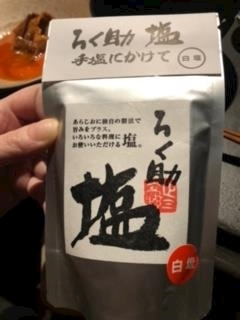 ろく助 塩
手塩にかけて
白塩
あらじおに独自の製法で
旨みをプラス。
いろいろな料理に
お使いいただける塩。
ろく助
塩
白塩